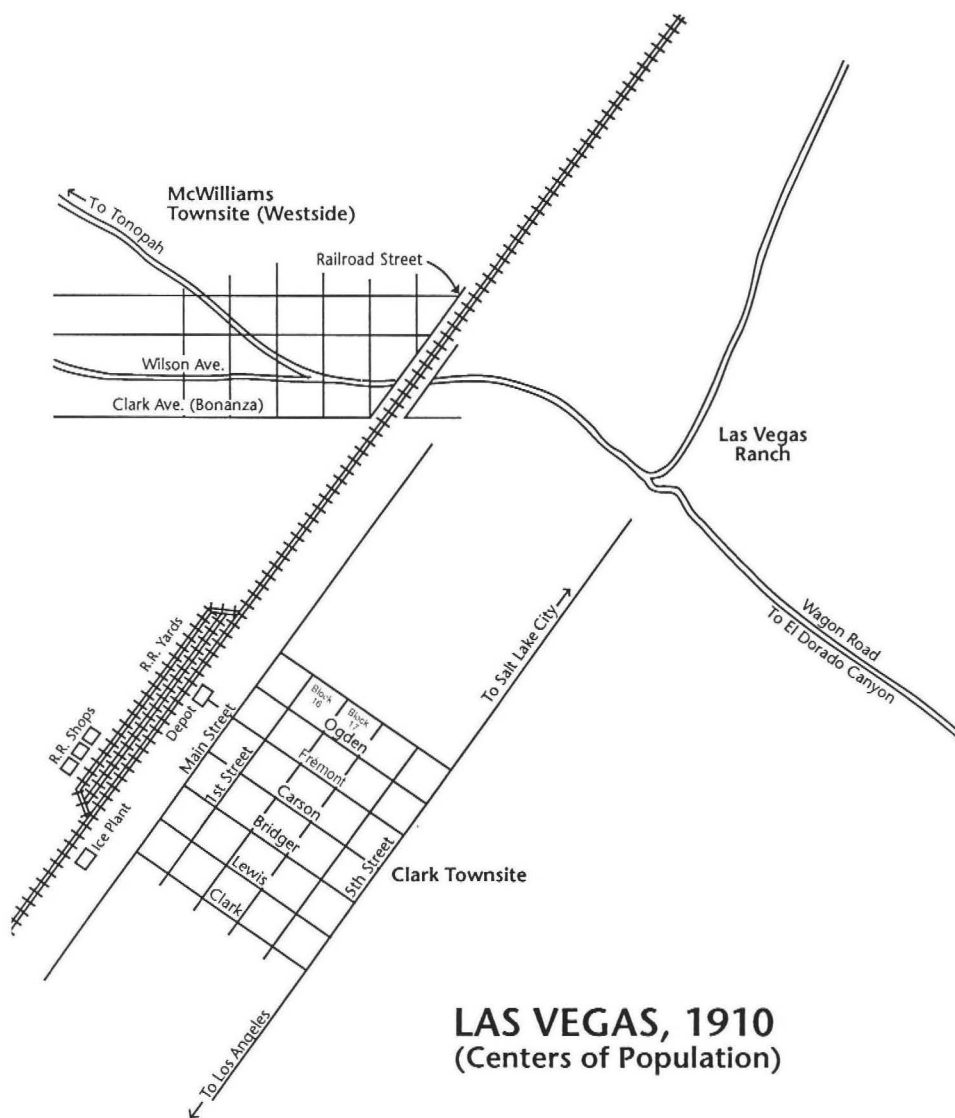 McWilliams
Townsite (Westside)
← To Tonopah
Railroad Street
Wilson Ave.
Clark Ave. (Bonanza)
Las Vegas
Ranch
Wagon Road
To El Dorado Canyon
To Salt Lake City →
R.R. Yards
R.R. Shops
Depot
Ice Plant
Main Street
1st Street
Block
16
Block
17
Ogden
Fremont
Carson
Bridger
Lewis
Clark
5th Street
Clark Townsite
← To Los Angeles
LAS VEGAS, 1910
(Centers of Population)